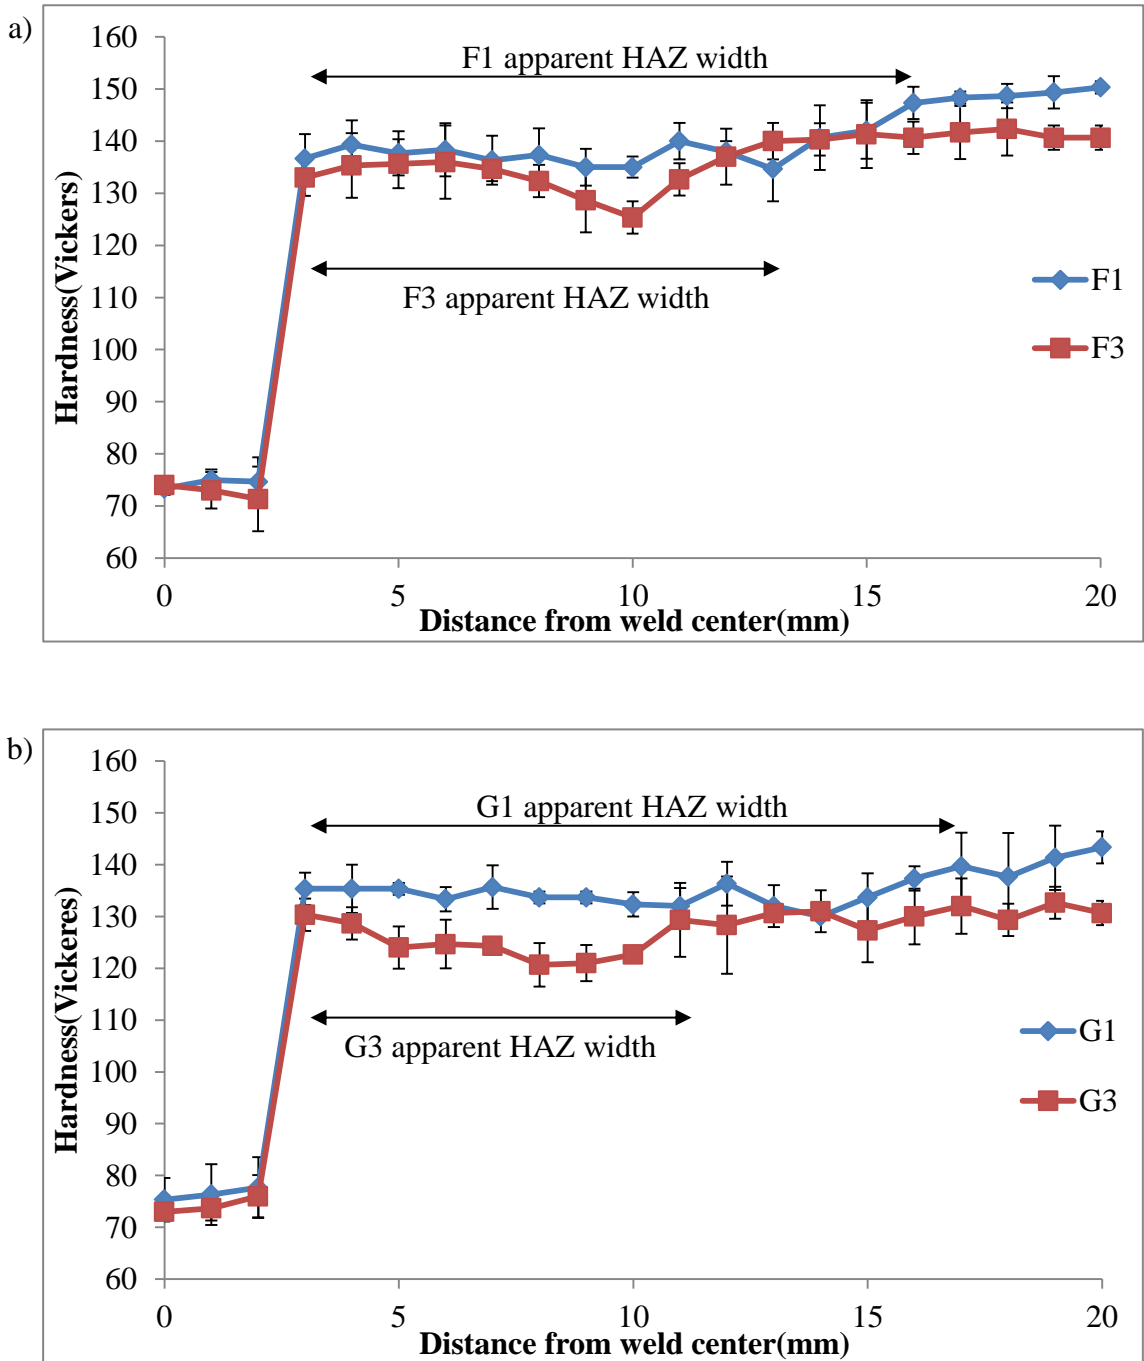 a)
160
150
140
130
120
110
100
90
80
70
60
Hardness(Vickers)
F1 apparent HAZ width
F3 apparent HAZ width
F1
F3
0 5 10 15 20
Distance from weld center(mm)
b)
160
150
140
130
120
110
100
90
80
70
60
Hardness(Vickeres)
G1 apparent HAZ width
G3 apparent HAZ width
G1
G3
0 5 10 15 20
Distance from weld center(mm)